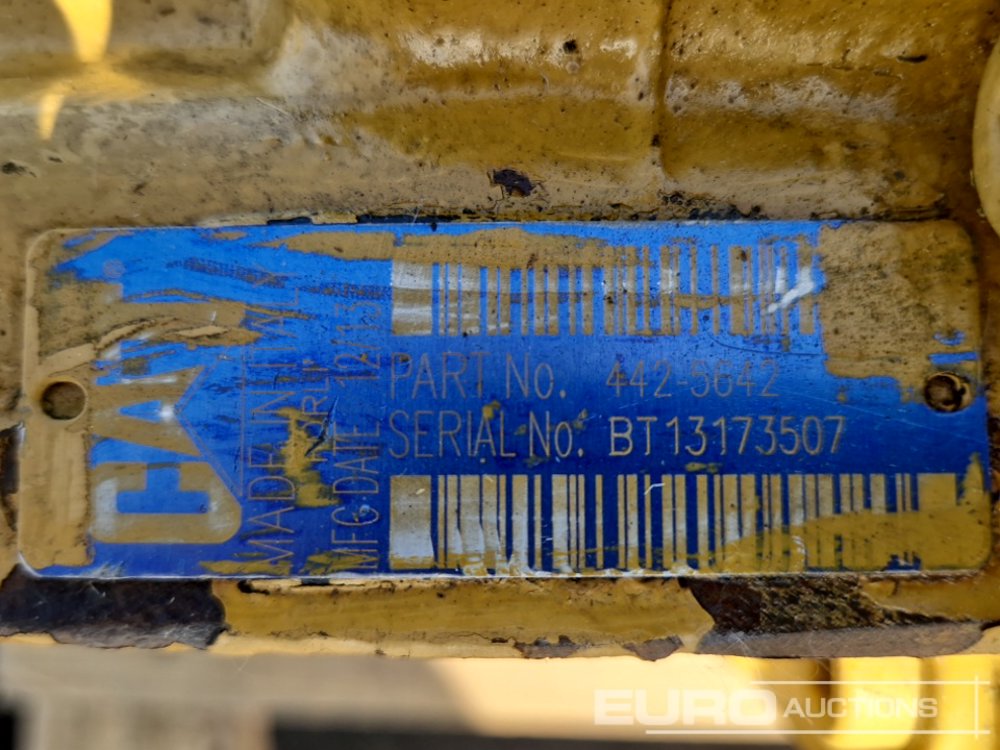 CAT®
MADE IN ITALY
MFG. DATE 12/13
PART No. 442-5642
SERIAL No. BT13173507
EURO AUCTIONS